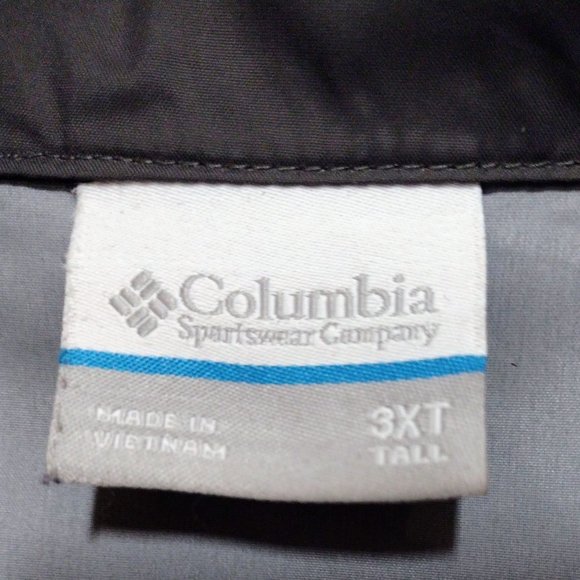 Columbia
Sportswear Company
MADE IN
VIETNAM
3XT
TALL